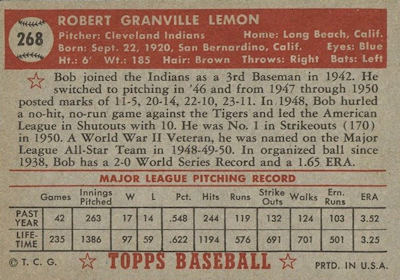 268
ROBERT GRANVILLE LEMON
Pitcher: Cleveland Indians Home: Long Beach, Calif.
Born: Sept. 22, 1920, San Bernardino, Calif. Eyes: Blue
Ht.: 6' Wt.: 185 Hair: Brown Throws: Right Bats: Left
Bob joined the Indians as a 3rd Baseman in 1942. He
switched to pitching in '46 and from 1947 through 1950
posted marks of 11-5, 20-14, 22-10, 23-11. In 1948, Bob hurled
a no-hit, no-run game against the Tigers and led the American
League in Shutouts with 10. He was No. 1 in Strikeouts (170)
in 1950. A World War II Veteran, he was named on the Major
League All-Star Team in 1948-49-50. In organized ball since
1938, Bob has a 2-0 World Series Record and a 1.65 ERA.
MAJOR LEAGUE PITCHING RECORD
Games Innings Pitched W L Pct. Hits Runs Strike Outs Walks Ern. Runs ERA
PAST YEAR 42 263 17 14 .548 244 119 132 124 103 3.52
LIFE-TIME 235 1386 97 59 .622 1194 576 691 601 501 3.25
© T. C. G. TOPPS BASEBALL PRTD. IN U.S.A.